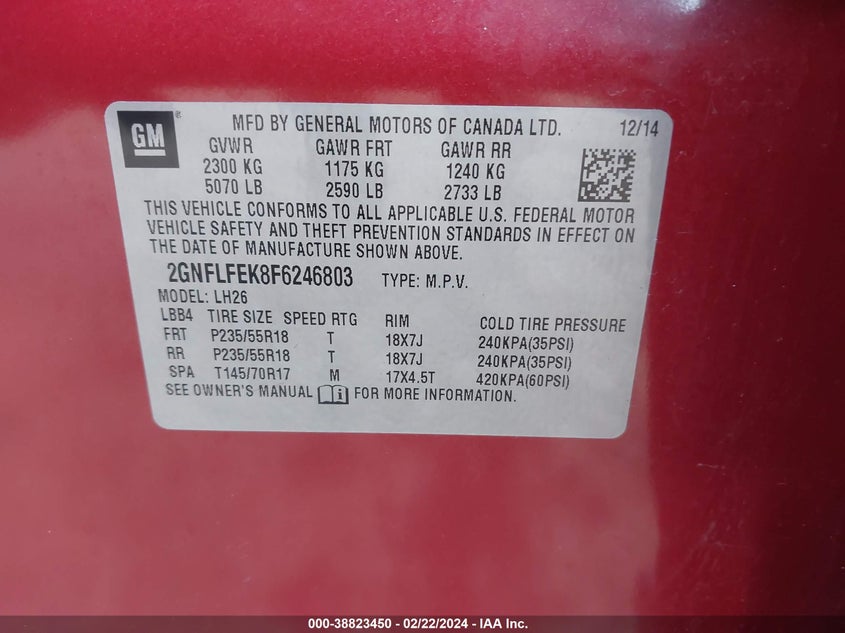 GM ® MFD BY GENERAL MOTORS OF CANADA LTD. 12/14
GVWR GAWR FRT GAWR RR
2300 KG 1175 KG 1240 KG
5070 LB 2590 LB 2733 LB
THIS VEHICLE CONFORMS TO ALL APPLICABLE U.S. FEDERAL MOTOR
VEHICLE SAFETY AND THEFT PREVENTION STANDARDS IN EFFECT ON
THE DATE OF MANUFACTURE SHOWN ABOVE.
2GNFLFEK8F6246803 TYPE: M.P.V.
MODEL: LH26
LBB4 TIRE SIZE SPEED RTG RIM COLD TIRE PRESSURE
FRT P235/55R18 T 18X7J 240KPA(35PSI)
RR P235/55R18 T 18X7J 240KPA(35PSI)
SPA T145/70R17 M 17X4.5T 420KPA(60PSI)
SEE OWNER'S MANUAL i FOR MORE INFORMATION.
000-38823450 - 02/22/2024 - IAA Inc.